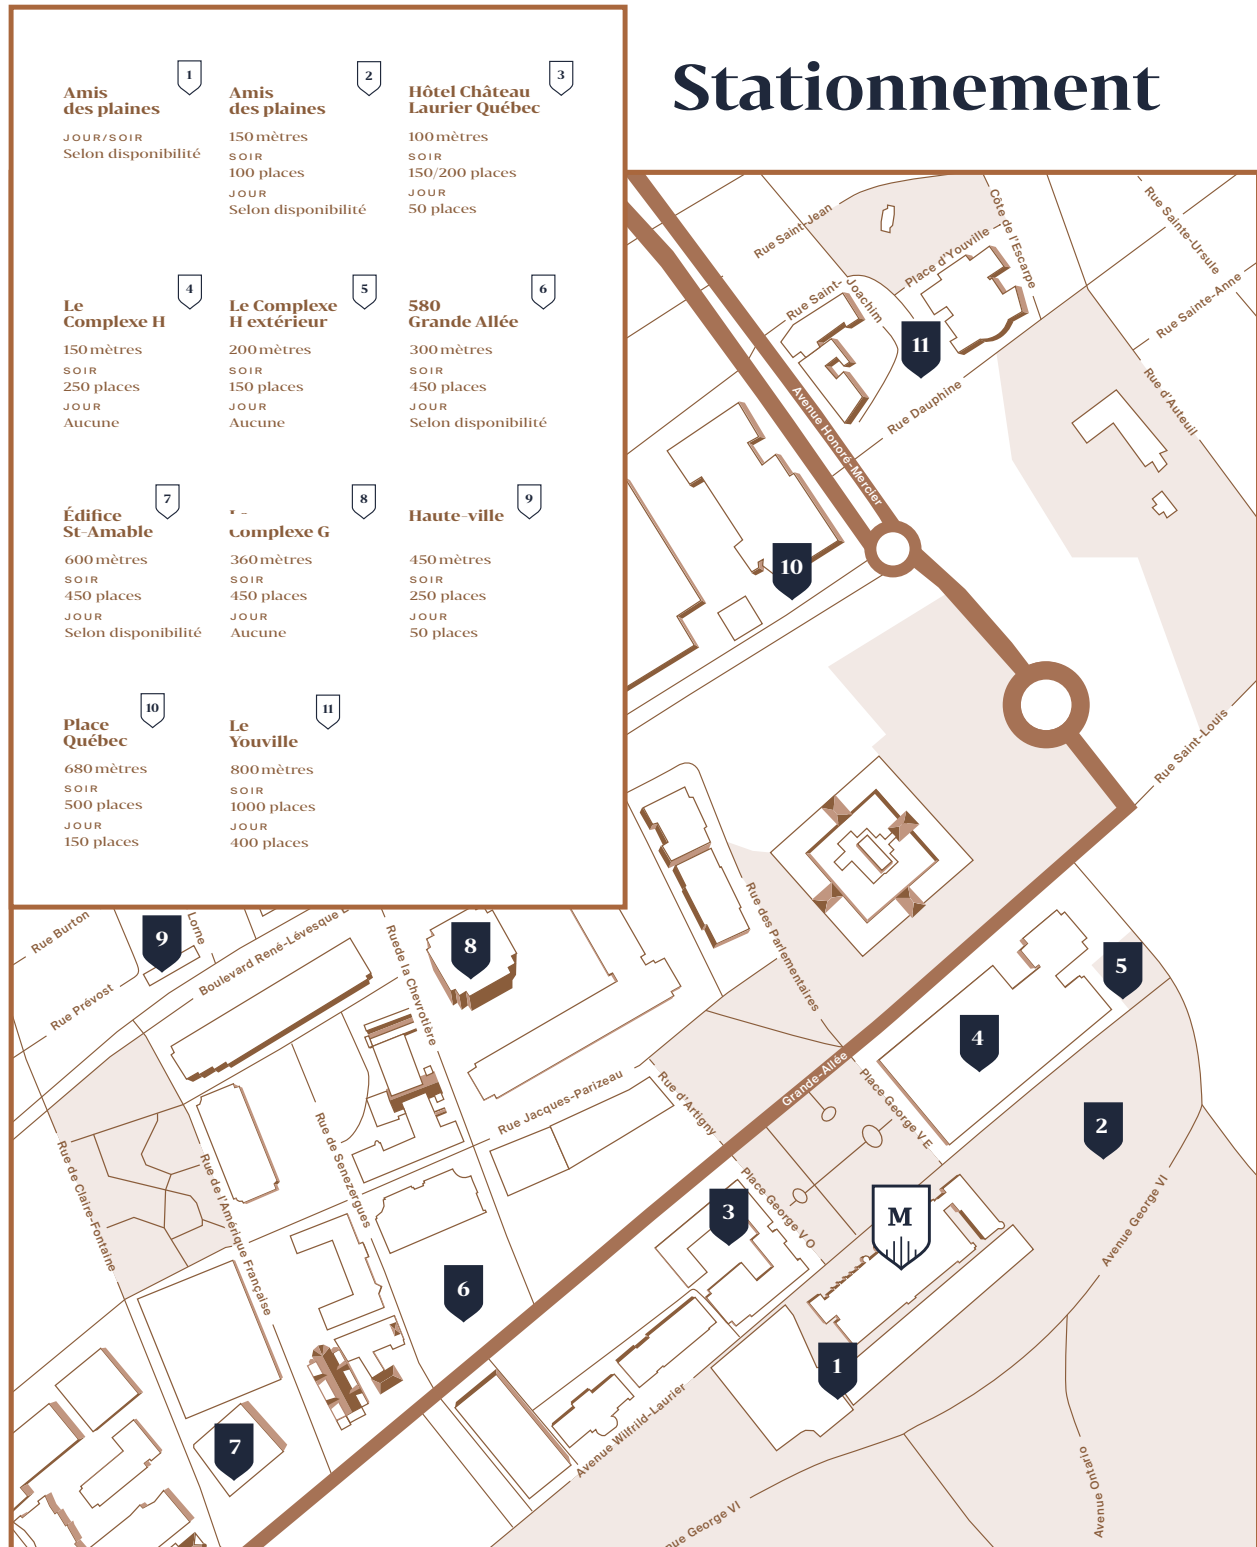 Stationnement
1
Amis
des plaines
JOUR/SOIR
Selon disponibilité
2
Amis
des plaines
150 mètres
SOIR
100 places
JOUR
Selon disponibilité
3
Hôtel Château
Laurier Québec
100 mètres
SOIR
150/200 places
JOUR
50 places
4
Le
Complexe H
150 mètres
SOIR
250 places
JOUR
Aucune
5
Le Complexe
H extérieur
200 mètres
SOIR
150 places
JOUR
Aucune
6
580
Grande Allée
300 mètres
SOIR
450 places
JOUR
Selon disponibilité
7
Édifice
St-Amable
600 mètres
SOIR
450 places
JOUR
Selon disponibilité
8
Complexe G
360 mètres
SOIR
450 places
JOUR
Aucune
9
Haute-ville
450 mètres
SOIR
250 places
JOUR
50 places
10
Place
Québec
680 mètres
SOIR
500 places
JOUR
150 places
11
Le
Youville
800 mètres
SOIR
1000 places
JOUR
400 places
Rue Saint-Jean
Côte de l'Escarpe
Rue Sainte-Ursule
Place d'Youville
Rue Saint-Joachim
Rue Sainte-Anne
11
Rue Dauphine
Rue d'Auteuil
Avenue Honoré-Mercier
10
Rue Saint-Louis
Rue des Parlementaires
Rue Burton
9
Lorne
Boulevard René-Lévesque
Ruede la Chevrotière
8
5
Rue Prévost
4
Grande-Allée
Place George V E
Rue Jacques-Parizeau
Rue d'Artigny
2
Rue de Claire-Fontaine
Rue de l'Amérique Française
Rue de Senezergues
Place George V O
3
M
Avenue George VI
6
1
Avenue Wilfrild-Laurier
7
Avenue Ontario
nue George VI